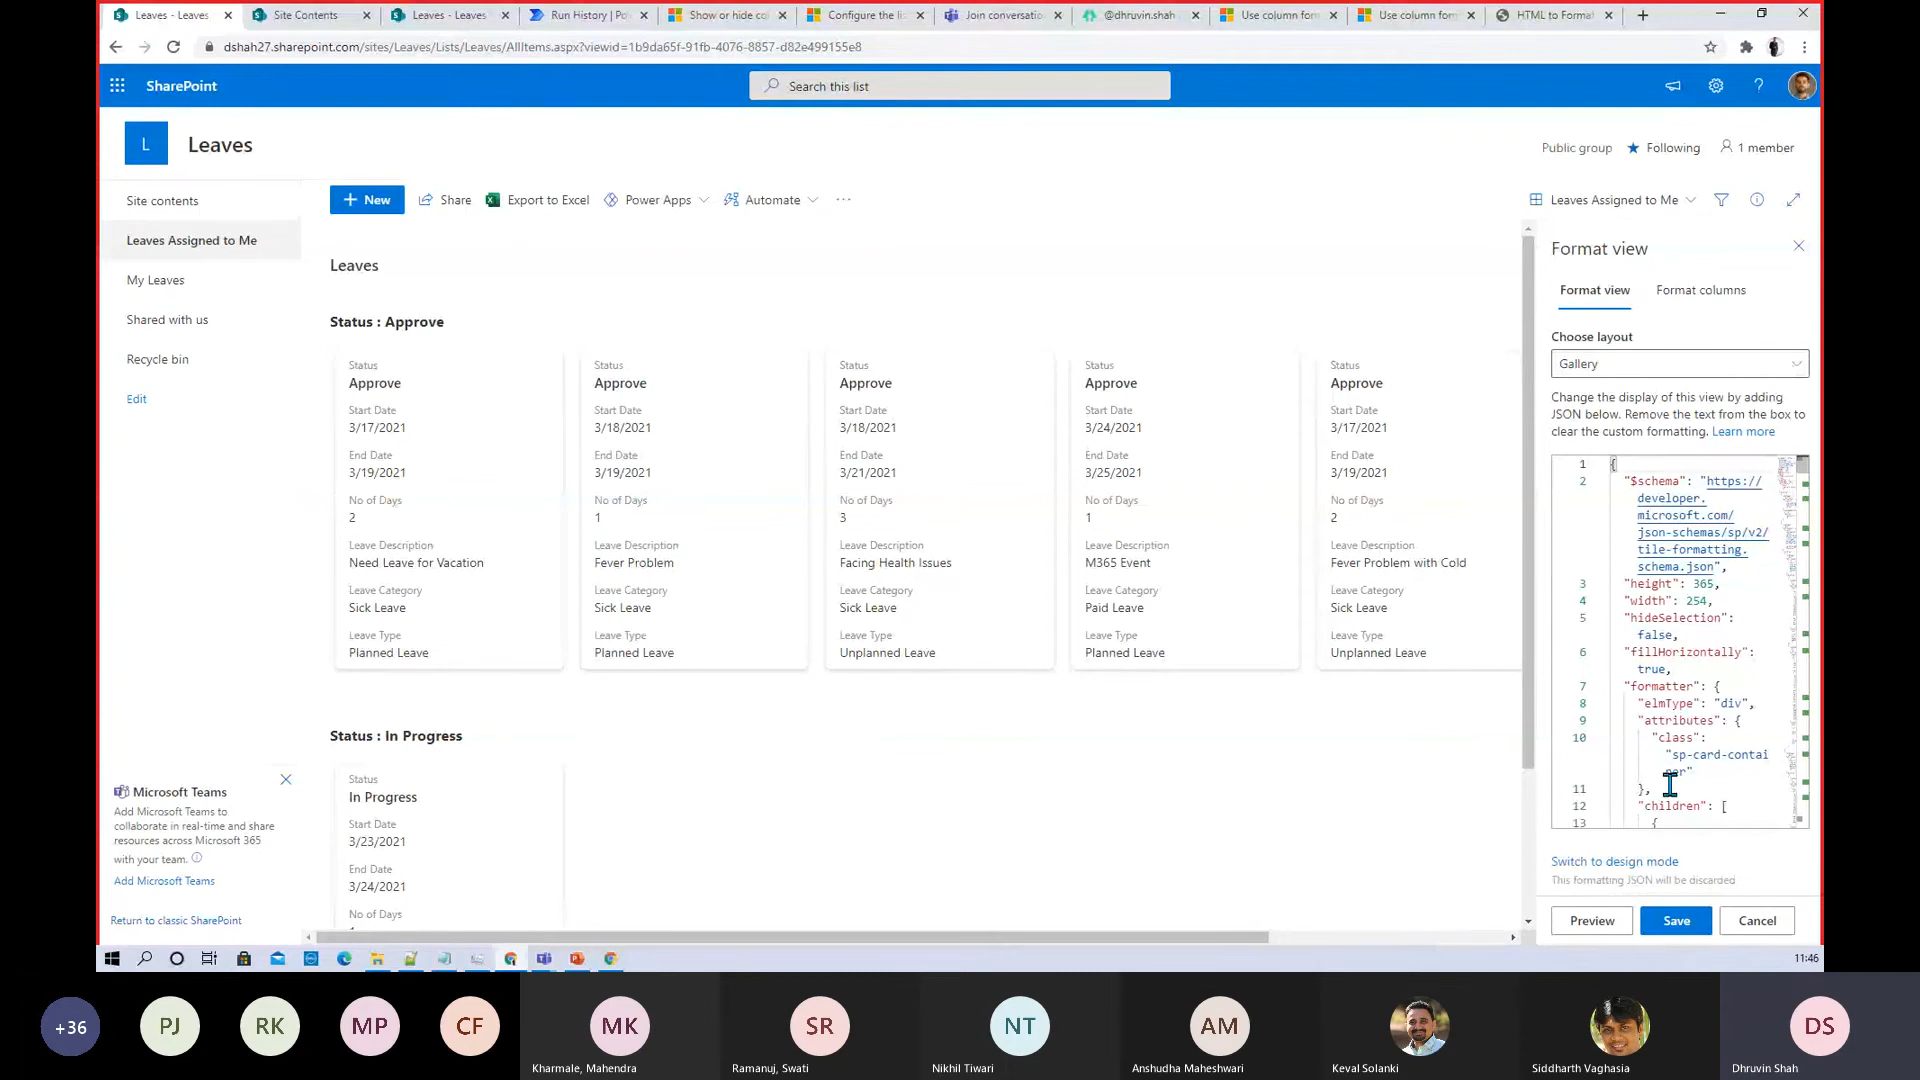 Leaves - Leaves
Site Contents
Leaves - Leaves
Run History | Po
Show or hide co
Configure the li
Join conversatio
@dhruvin.shah
Use column for
Use column for
HTML to Forma
dshah27.sharepoint.com/sites/Leaves/Lists/Leaves/AllItems.aspx?viewid=1b9da65f-91fb-4076-8857-d82e499155e8
SharePoint
Search this list
L
Leaves
Public group
Following
1 member
Site contents
Leaves Assigned to Me
My Leaves
Shared with us
Recycle bin
Edit
New
Share
Export to Excel
Power Apps
Automate
Leaves Assigned to Me
Leaves
Status : Approve
Status
Approve
Start Date
3/17/2021
End Date
3/19/2021
No of Days
2
Leave Description
Need Leave for Vacation
Leave Category
Sick Leave
Leave Type
Planned Leave
Status
Approve
Start Date
3/18/2021
End Date
3/19/2021
No of Days
1
Leave Description
Fever Problem
Leave Category
Sick Leave
Leave Type
Planned Leave
Status
Approve
Start Date
3/18/2021
End Date
3/21/2021
No of Days
3
Leave Description
Facing Health Issues
Leave Category
Sick Leave
Leave Type
Unplanned Leave
Status
Approve
Start Date
3/24/2021
End Date
3/25/2021
No of Days
1
Leave Description
M365 Event
Leave Category
Paid Leave
Leave Type
Planned Leave
Status
Approve
Start Date
3/17/2021
End Date
3/19/2021
No of Days
2
Leave Description
Fever Problem with Cold
Leave Category
Sick Leave
Leave Type
Unplanned Leave
Status : In Progress
Status
In Progress
Start Date
3/23/2021
End Date
3/24/2021
No of Days
Microsoft Teams
Add Microsoft Teams to
collaborate in real-time and share
resources across Microsoft 365
with your team.
Add Microsoft Teams
Return to classic SharePoint
Format view
Format view
Format columns
Choose layout
Gallery
Change the display of this view by adding
JSON below. Remove the text from the box to
clear the custom formatting. Learn more
1 {
2 "$schema": "https://
developer.
microsoft.com/
json-schemas/sp/v2/
tile-formatting.
schema.json",
3 "height": 365,
4 "width": 254,
5 "hideSelection":
false,
6 "fillHorizontally":
true,
7 "formatter": {
8 "elmType": "div",
9 "attributes": {
10 "class":
"sp-card-contai
ner"
11 },
12 "children": [
13 {
Switch to design mode
This formatting JSON will be discarded
Preview
Save
Cancel
11:46
+36
PJ
RK
MP
CF
MK
Kharmale, Mahendra
SR
Ramanuj, Swati
NT
Nikhil Tiwari
AM
Anshudha Maheshwari
Keval Solanki
Siddharth Vaghasia
DS
Dhruvin Shah